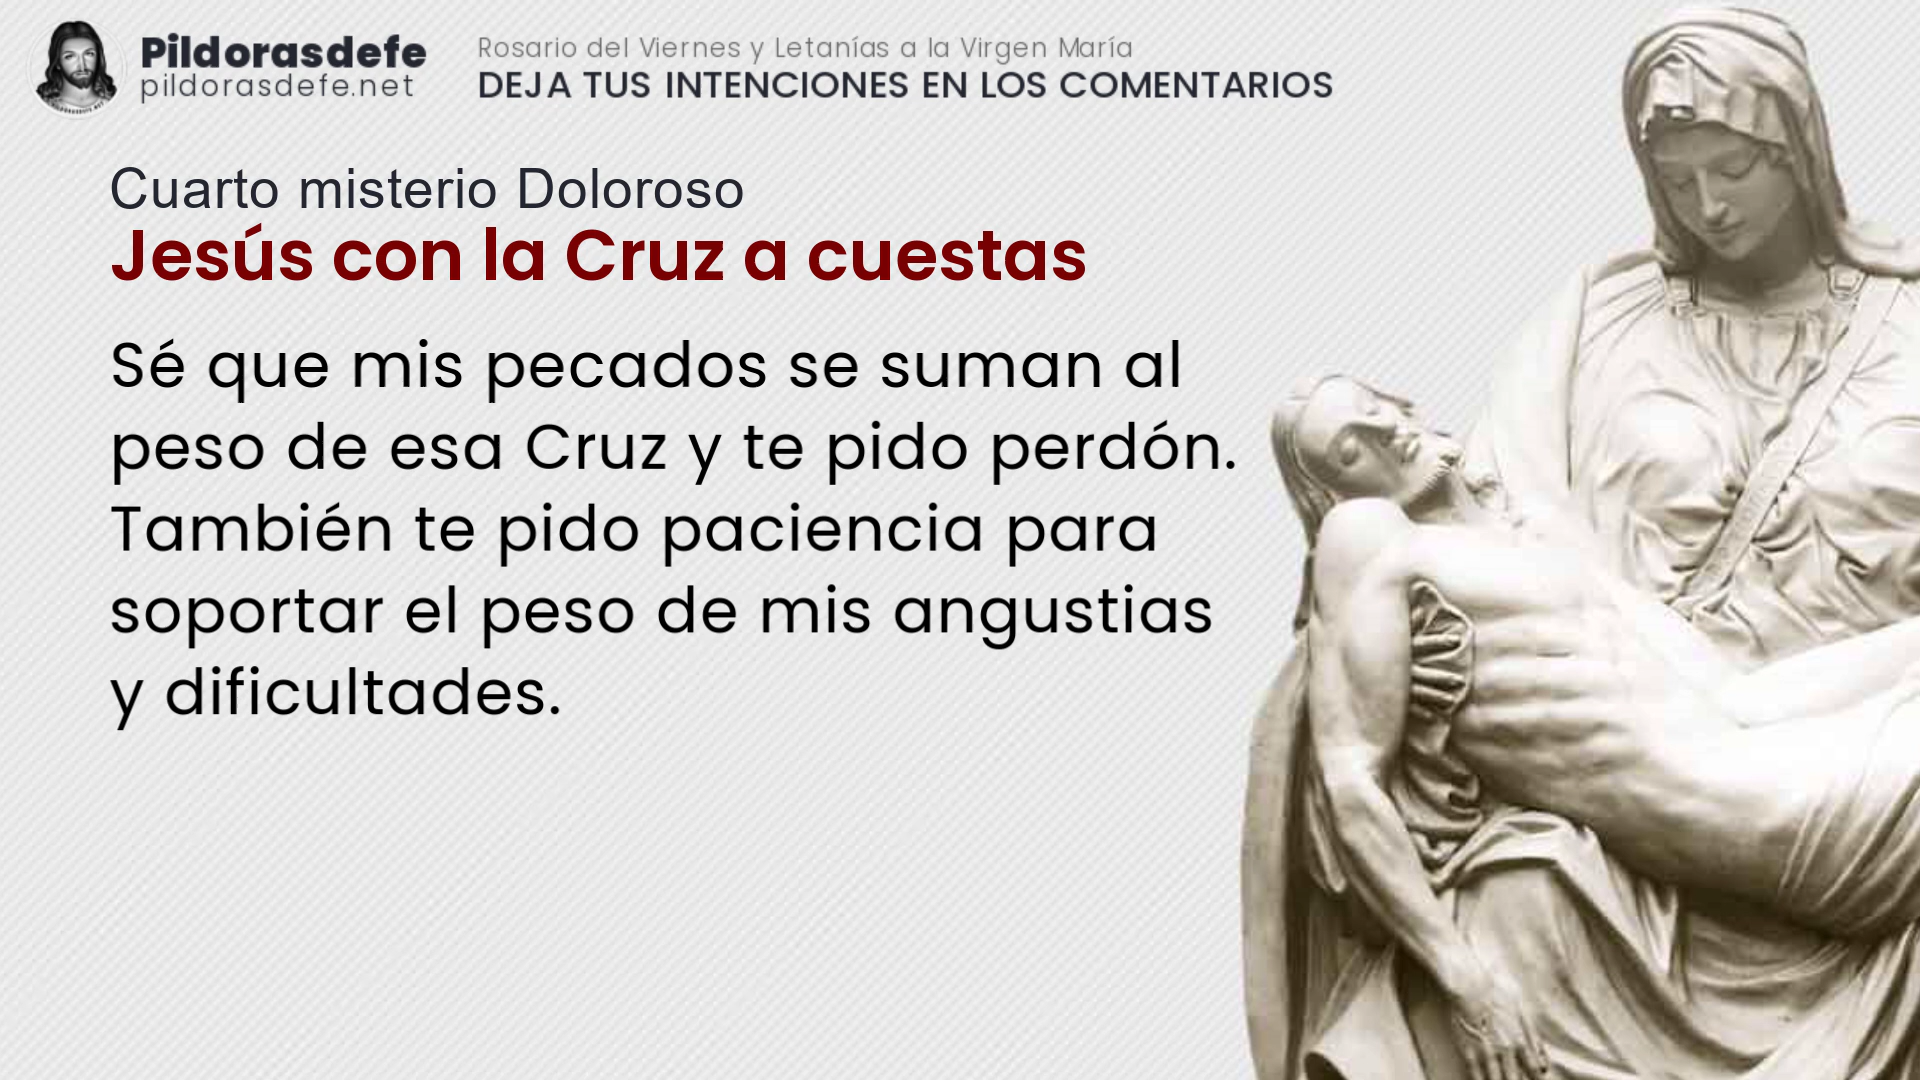 Pildorasdefe
pildorasdefe.net
Rosario del Viernes y Letanías a la Virgen María
DEJA TUS INTENCIONES EN LOS COMENTARIOS
Cuarto misterio Doloroso
Jesús con la Cruz a cuestas
Sé que mis pecados se suman al
peso de esa Cruz y te pido perdón.
También te pido paciencia para
soportar el peso de mis angustias
y dificultades.